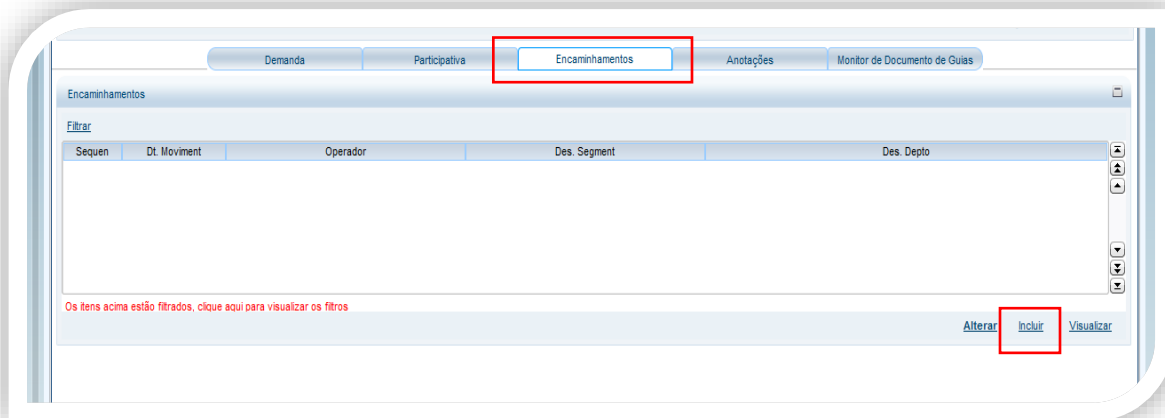 Demanda Participativa Encaminhamentos Anotações Monitor de Documento de Guias
Encaminhamentos
Filtrar
Sequen Dt. Moviment Operador Des. Segment Des. Depto
Os itens acima estão filtrados, clique aqui para visualizar os filtros
Alterar Incluir Visualizar